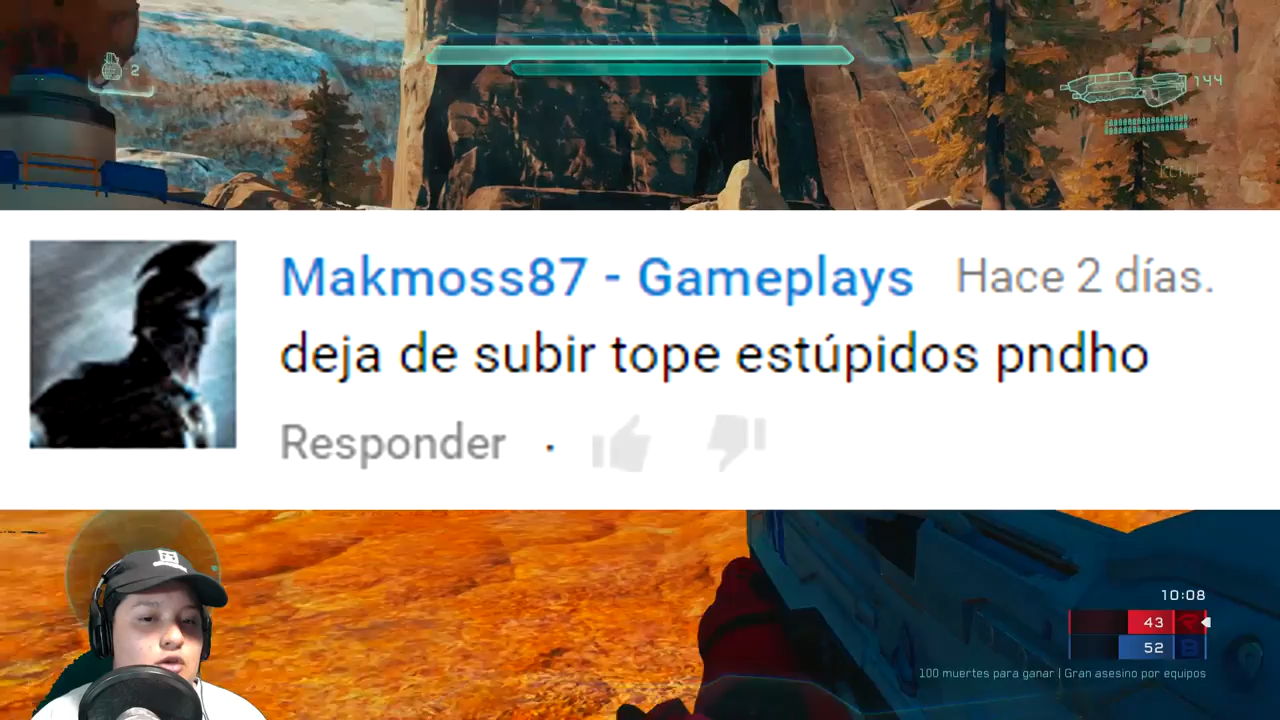 2
144
Makmoss87 - Gameplays Hace 2 días.
deja de subir tope estúpidos pndho
Responder ·
10:08
43
52
100 muertes para ganar | Gran asesino por equipos